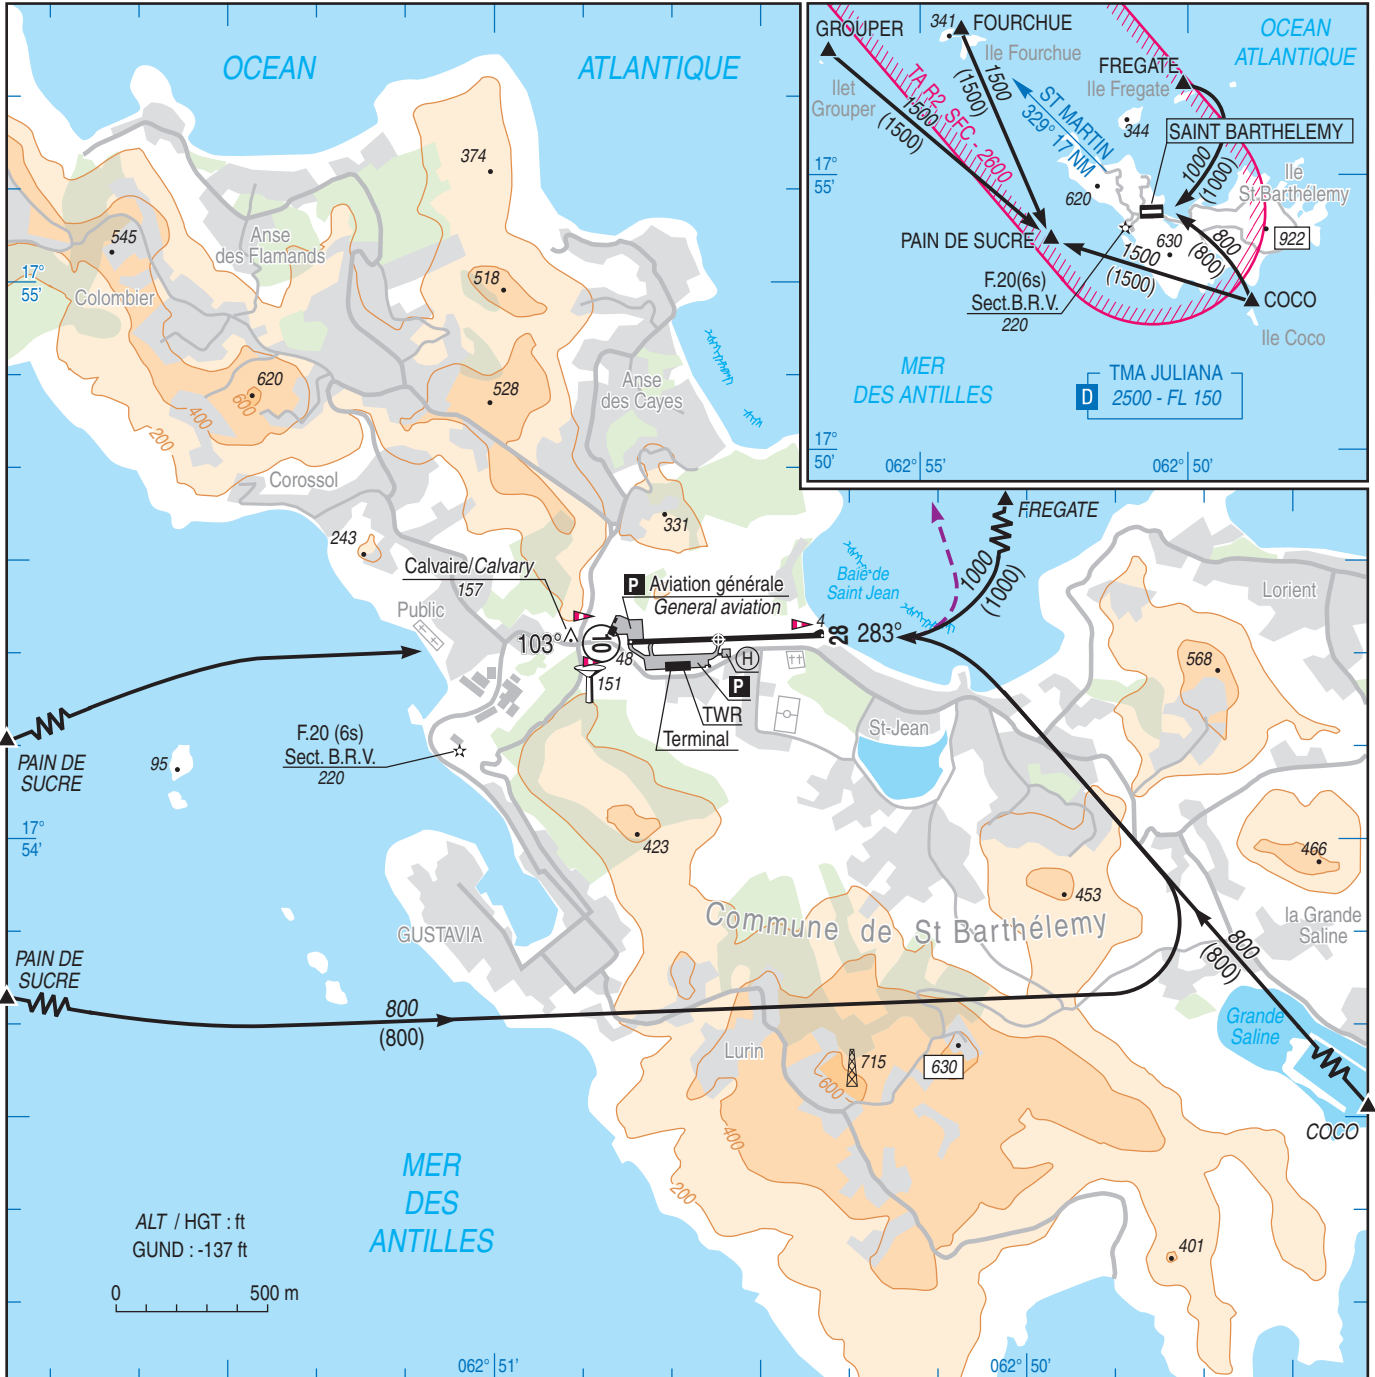 OCEAN
ATLANTIQUE
374
545
Anse
des Flamands
518
17°
55'
Colombier
620
600
528
Anse
des Cayes
400
200
Corossol
331
243
Calvaire/Calvary
157
P Aviation générale
General aviation
Public
103°
10
48
151
4
28
283°
H
P
TWR
Terminal
F.20 (6s)
Sect. B.R.V.
220
PAIN DE
SUCRE
95
17°
54'
423
GUSTAVIA
Commune de St Barthélemy
PAIN DE
SUCRE
800
(800)
Lurin
715
630
600
400
200
MER
DES
ANTILLES
ALT / HGT : ft
GUND : -137 ft
0
500 m
062° 51'
062° 50'
401
COCO
Grande
Saline
800
(800)
la Grande
Saline
466
453
568
Lorient
St-Jean
Baie de
Saint Jean
FREGATE
1000
(1000)
GROUPER
341
FOURCHUE
Ile Fourchue
OCEAN
ATLANTIQUE
FREGATE
Ile Fregate
Ilet
Grouper
1500
(1500)
TAR2 SFC - 2600
1500
(1500)
ST MARTIN
329° 17 NM
344
SAINT BARTHELEMY
1000
(1000)
Ile
St Barthélemy
17°
55'
620
922
PAIN DE SUCRE
630
1500
(1500)
800
(800)
F.20(6s)
Sect.B.R.V.
220
COCO
Ile Coco
MER
DES ANTILLES
TMA JULIANA
D
2500 - FL 150
17°
50'
062° 55'
062° 50'